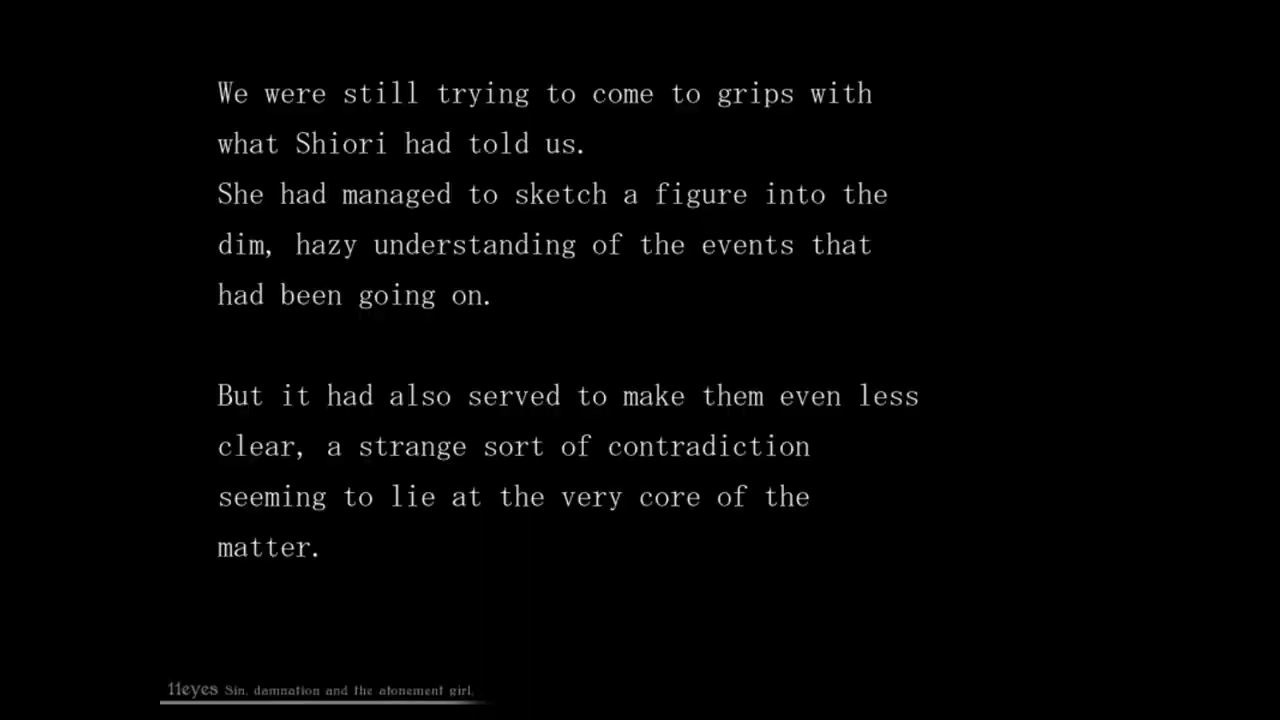 We were still trying to come to grips with
what Shiori had told us.
She had managed to sketch a figure into the
dim, hazy understanding of the events that
had been going on.
But it had also served to make them even less
clear, a strange sort of contradiction
seeming to lie at the very core of the
matter.
11eyes Sin, damnation and the atonement girl.